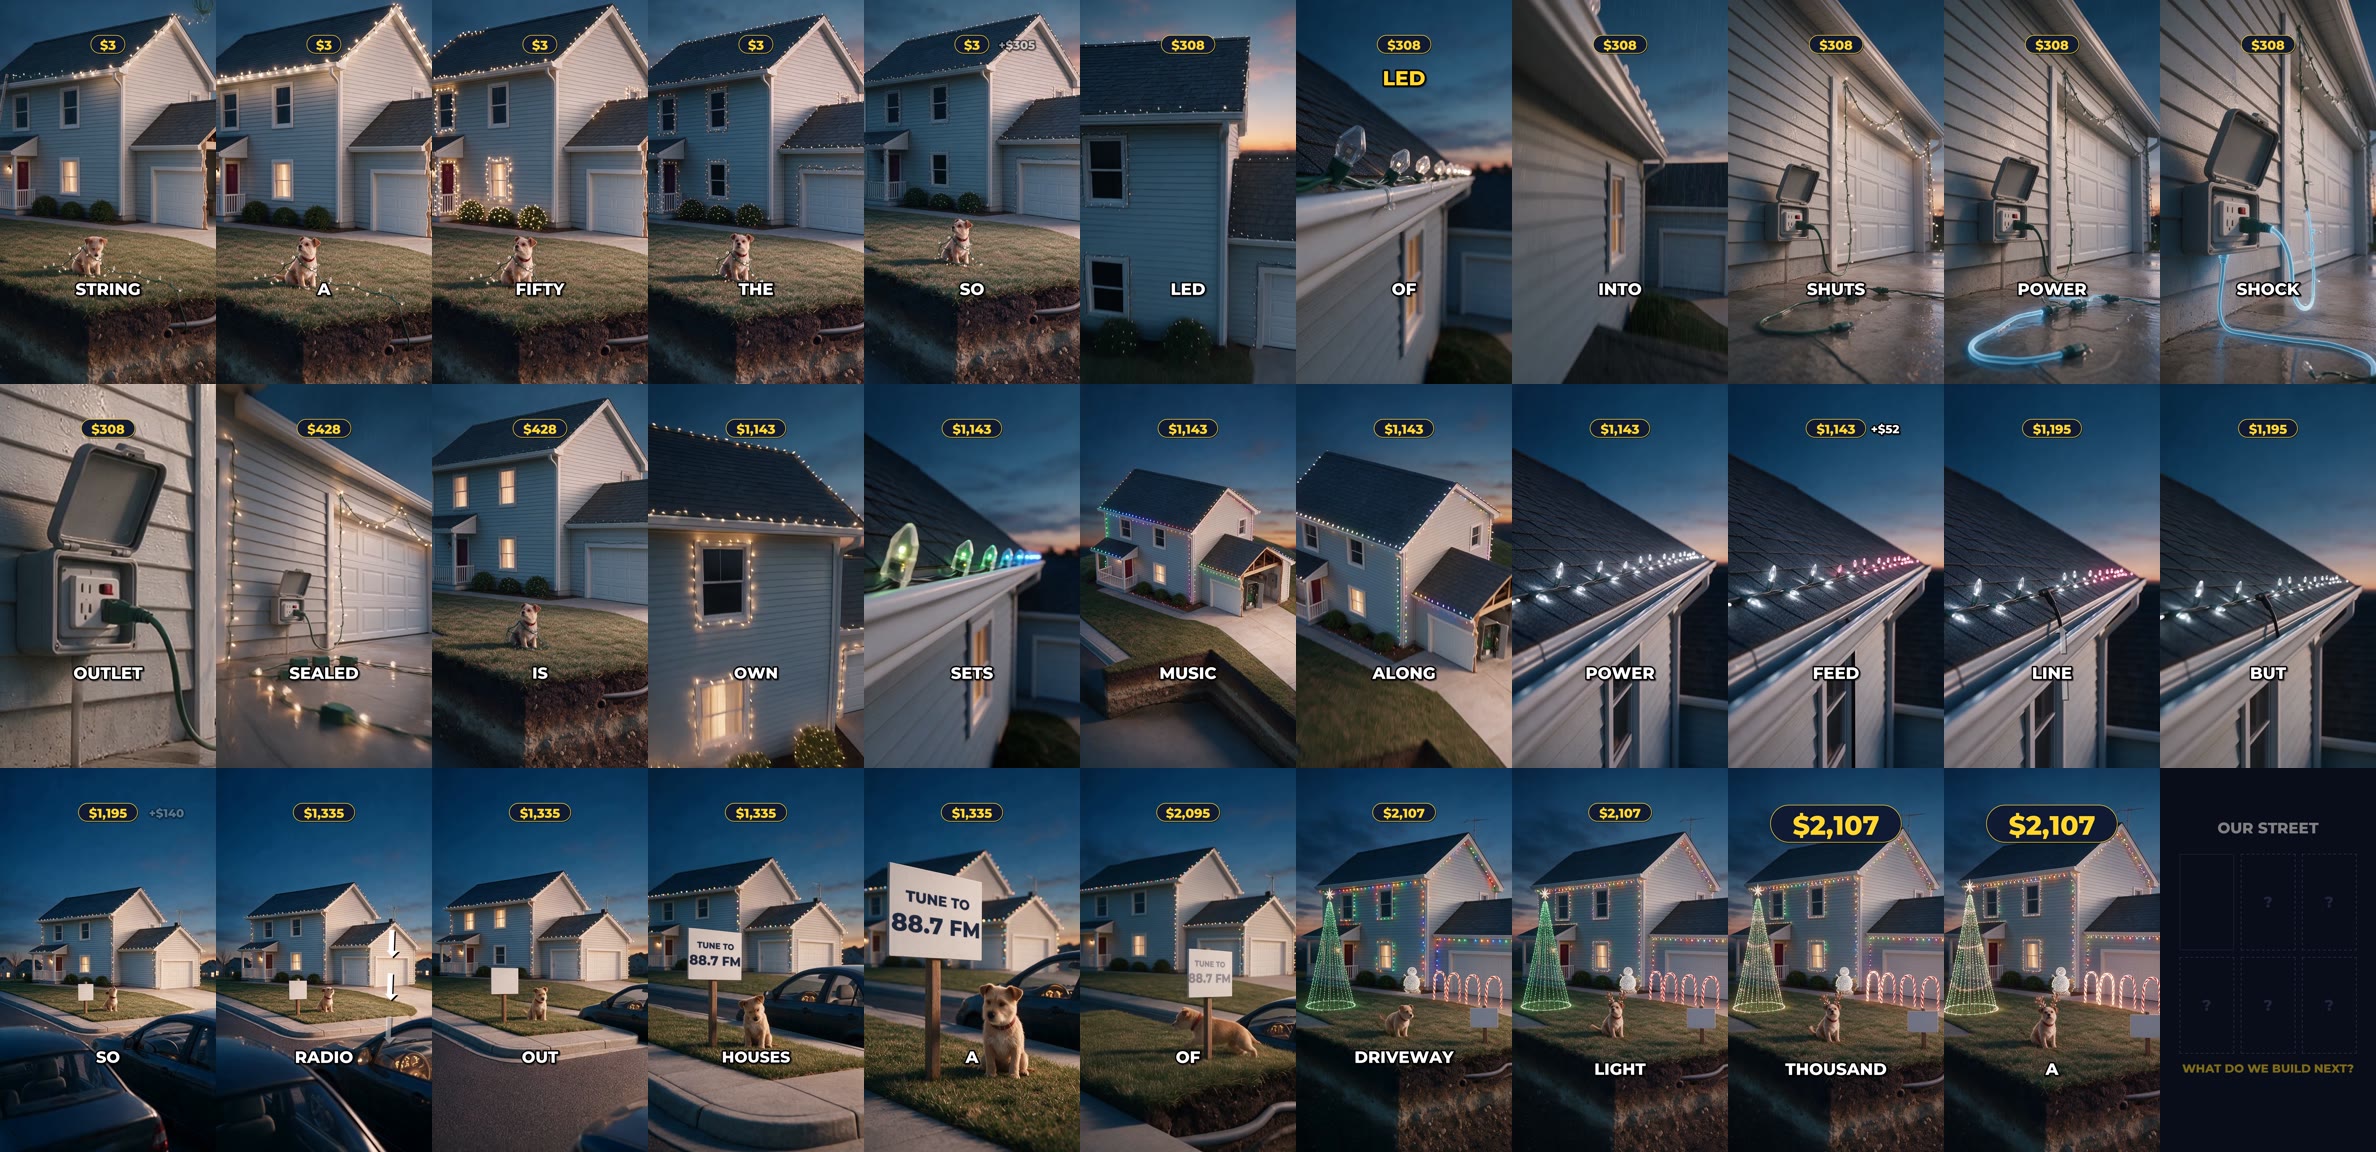 $3
STRING
$3
A
$3
FIFTY
$3
THE
$3 +$305
SO
$308
LED
$308
LED
OF
$308
INTO
$308
SHUTS
$308
POWER
$308
SHOCK
$308
OUTLET
$428
SEALED
$428
IS
$1,143
OWN
$1,143
SETS
$1,143
MUSIC
$1,143
ALONG
$1,143
POWER
$1,143 +$52
FEED
$1,195
LINE
$1,195
BUT
$1,195 +$140
SO
$1,335
RADIO
$1,335
OUT
$1,335
TUNE TO
88.7 FM
HOUSES
$1,335
TUNE TO
88.7 FM
A
$2,095
TUNE TO
88.7 FM
OF
$2,107
DRIVEWAY
$2,107
LIGHT
$2,107
THOUSAND
$2,107
A
OUR STREET
? ?
? ? ?
WHAT DO WE BUILD NEXT?